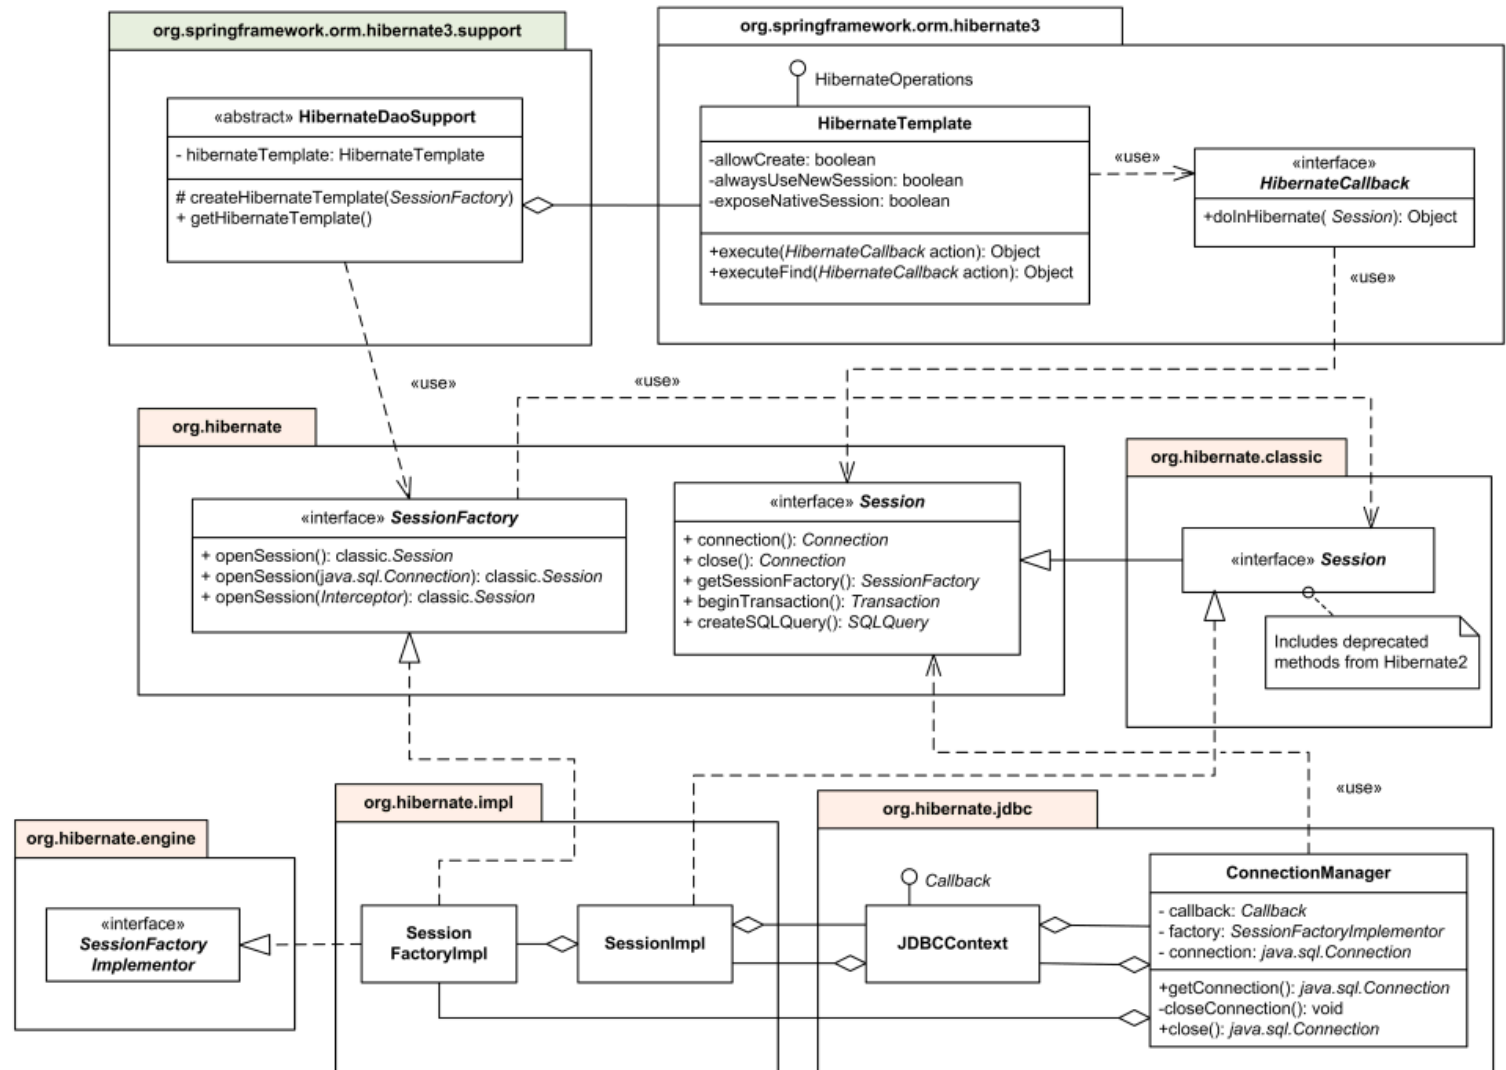 org.springframework.orm.hibernate3.support
«abstract» HibernateDaoSupport
- hibernateTemplate: HibernateTemplate
# createHibernateTemplate(SessionFactory)
+ getHibernateTemplate()
org.springframework.orm.hibernate3
HibernateOperations
HibernateTemplate
-allowCreate: boolean
-alwaysUseNewSession: boolean
-exposeNativeSession: boolean
+execute(HibernateCallback action): Object
+executeFind(HibernateCallback action): Object
«use»
«interface»
HibernateCallback
+doInHibernate( Session): Object
«use»
«use»
«use»
org.hibernate
«interface» SessionFactory
+ openSession(): classic.Session
+ openSession(java.sql.Connection): classic.Session
+ openSession(Interceptor): classic.Session
«interface» Session
+ connection(): Connection
+ close(): Connection
+ getSessionFactory(): SessionFactory
+ beginTransaction(): Transaction
+ createSQLQuery(): SQLQuery
org.hibernate.classic
«interface» Session
Includes deprecated
methods from Hibernate2
org.hibernate.engine
«interface»
SessionFactory
Implementor
org.hibernate.impl
Session
FactoryImpl
SessionImpl
org.hibernate.jdbc
Callback
JDBCContext
«use»
ConnectionManager
- callback: Callback
- factory: SessionFactoryImplementor
- connection: java.sql.Connection
+getConnection(): java.sql.Connection
-closeConnection(): void
+close(): java.sql.Connection